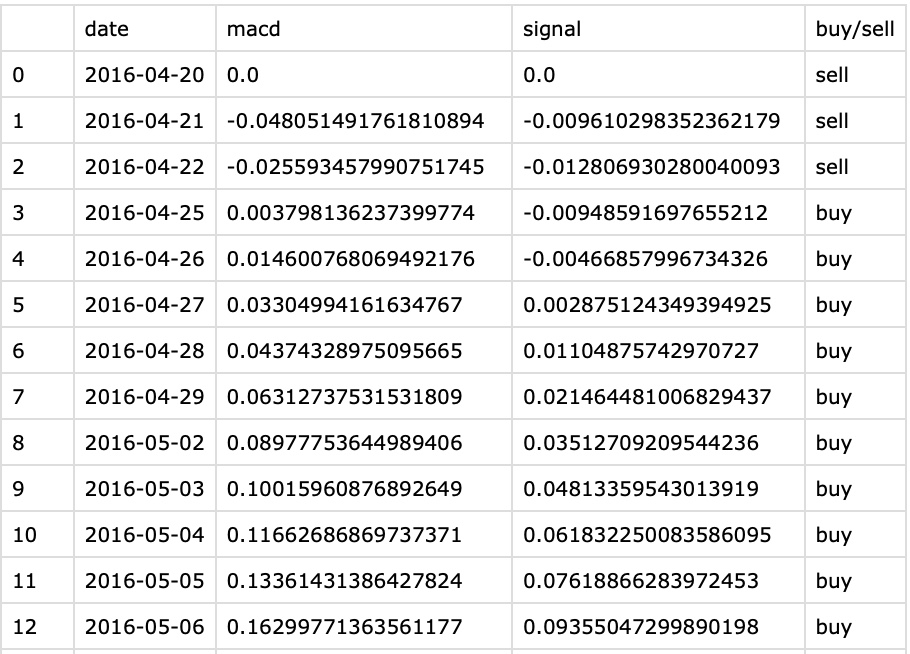 date macd signal buy/sell
0 2016-04-20 0.0 0.0 sell
1 2016-04-21 -0.048051491761810894 -0.009610298352362179 sell
2 2016-04-22 -0.025593457990751745 -0.012806930280040093 sell
3 2016-04-25 0.003798136237399774 -0.00948591697655212 buy
4 2016-04-26 0.014600768069492176 -0.00466857996734326 buy
5 2016-04-27 0.03304994161634767 0.002875124349394925 buy
6 2016-04-28 0.04374328975095665 0.01104875742970727 buy
7 2016-04-29 0.06312737531531809 0.021464481006829437 buy
8 2016-05-02 0.08977753644989406 0.03512709209544236 buy
9 2016-05-03 0.10015960876892649 0.04813359543013919 buy
10 2016-05-04 0.11662686869737371 0.061832250083586095 buy
11 2016-05-05 0.13361431386427824 0.07618866283972453 buy
12 2016-05-06 0.16299771363561177 0.09355047299890198 buy